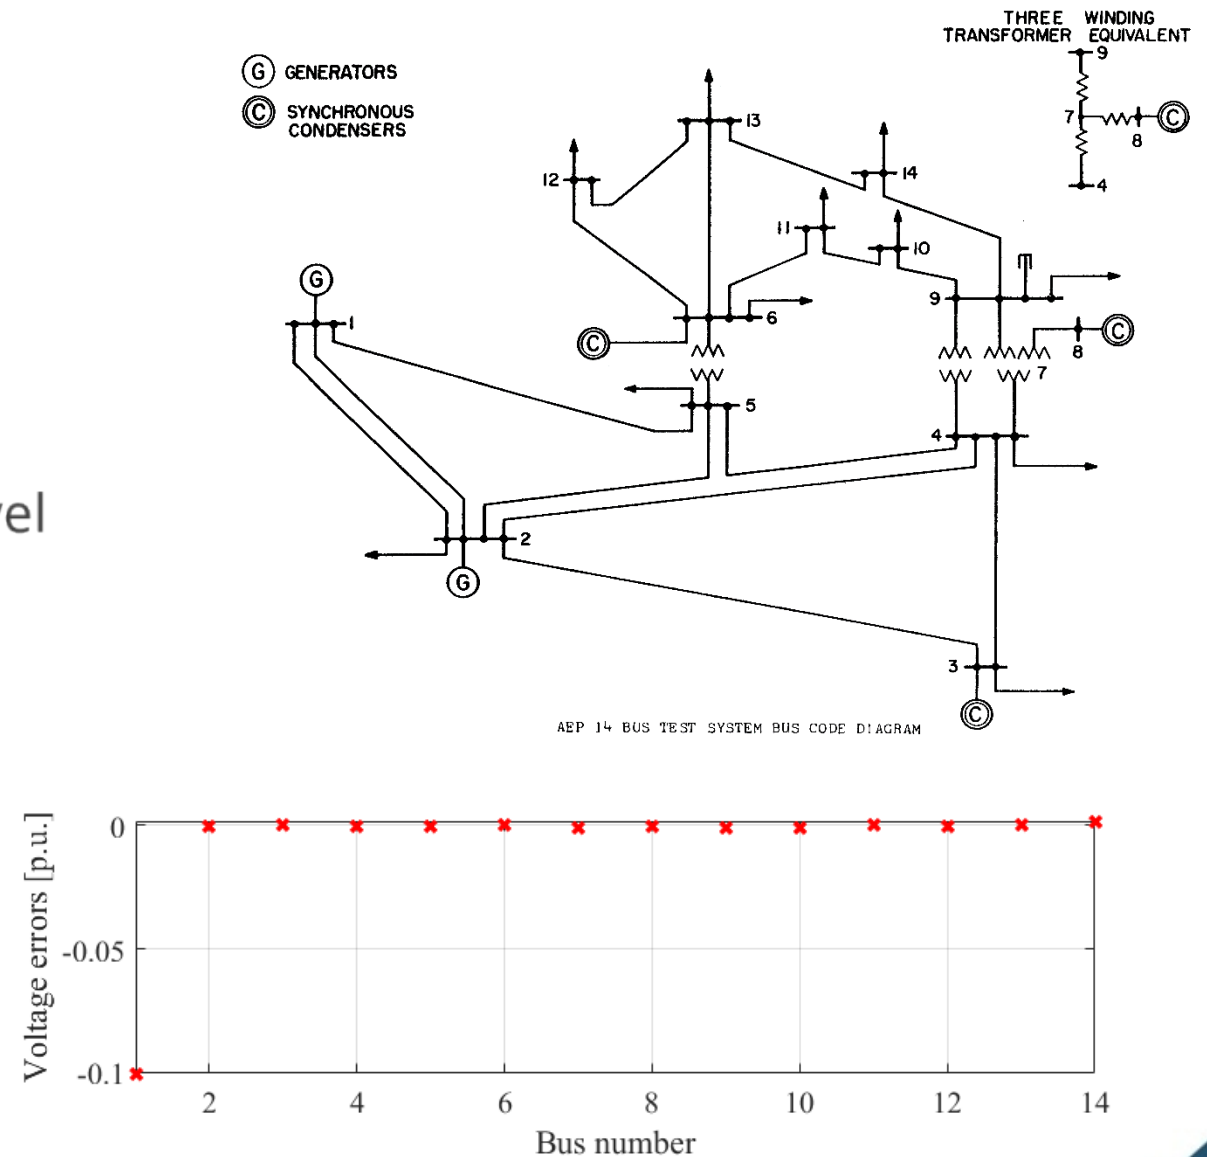 THREE WINDING
TRANSFORMER EQUIVALENT
9
7
C
8
4
G GENERATORS
C SYNCHRONOUS
CONDENSERS
13
12
14
11
10
G
9
1
6
C
8
C
7
5
4
2
G
3
C
AEP 14 BUS TEST SYSTEM BUS CODE DIAGRAM
el
Voltage errors [p.u.]
0
-0.05
-0.1
2 4 6 8 10 12 14
Bus number